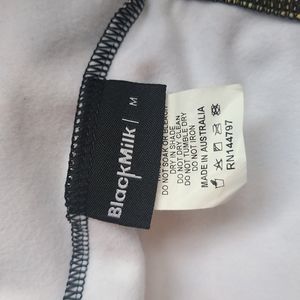 BlackMilk | M
DO NOT SOAK OR BLEACH
DRY IN SHADE
DO NOT DRY CLEAN
DO NOT TUMBLE DRY
DO NOT IRON
MADE IN AUSTRALIA
RN144797